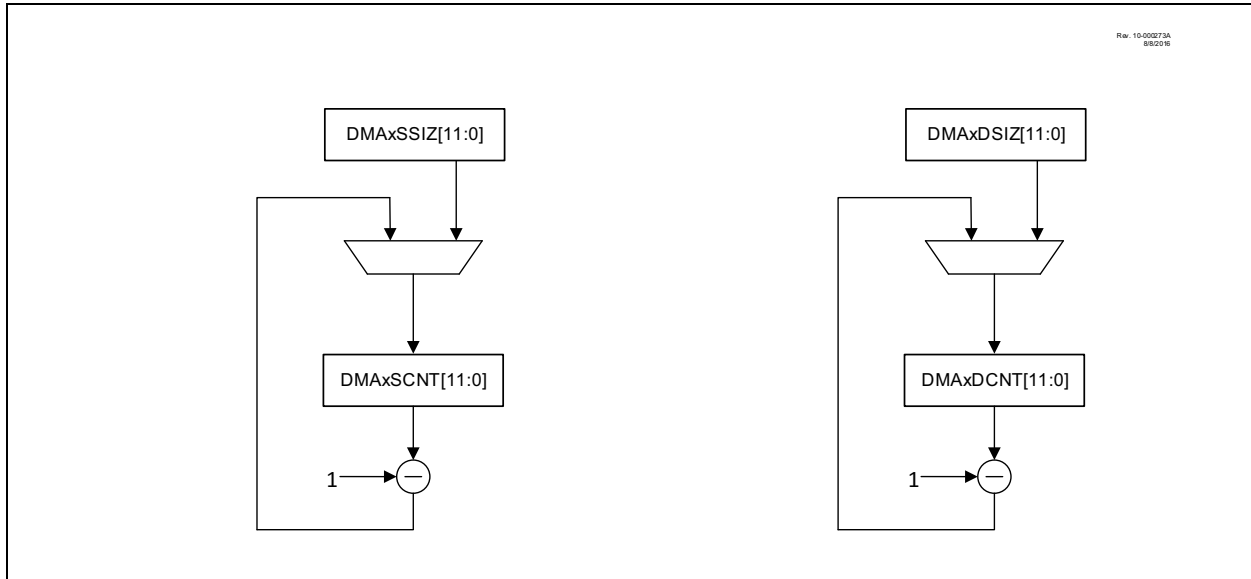 Rev. 10-000273A
8/8/2016
DMAxSSIZ[11:0]
DMAxDSIZ[11:0]
DMAxSCNT[11:0]
DMAxDCNT[11:0]
1
1